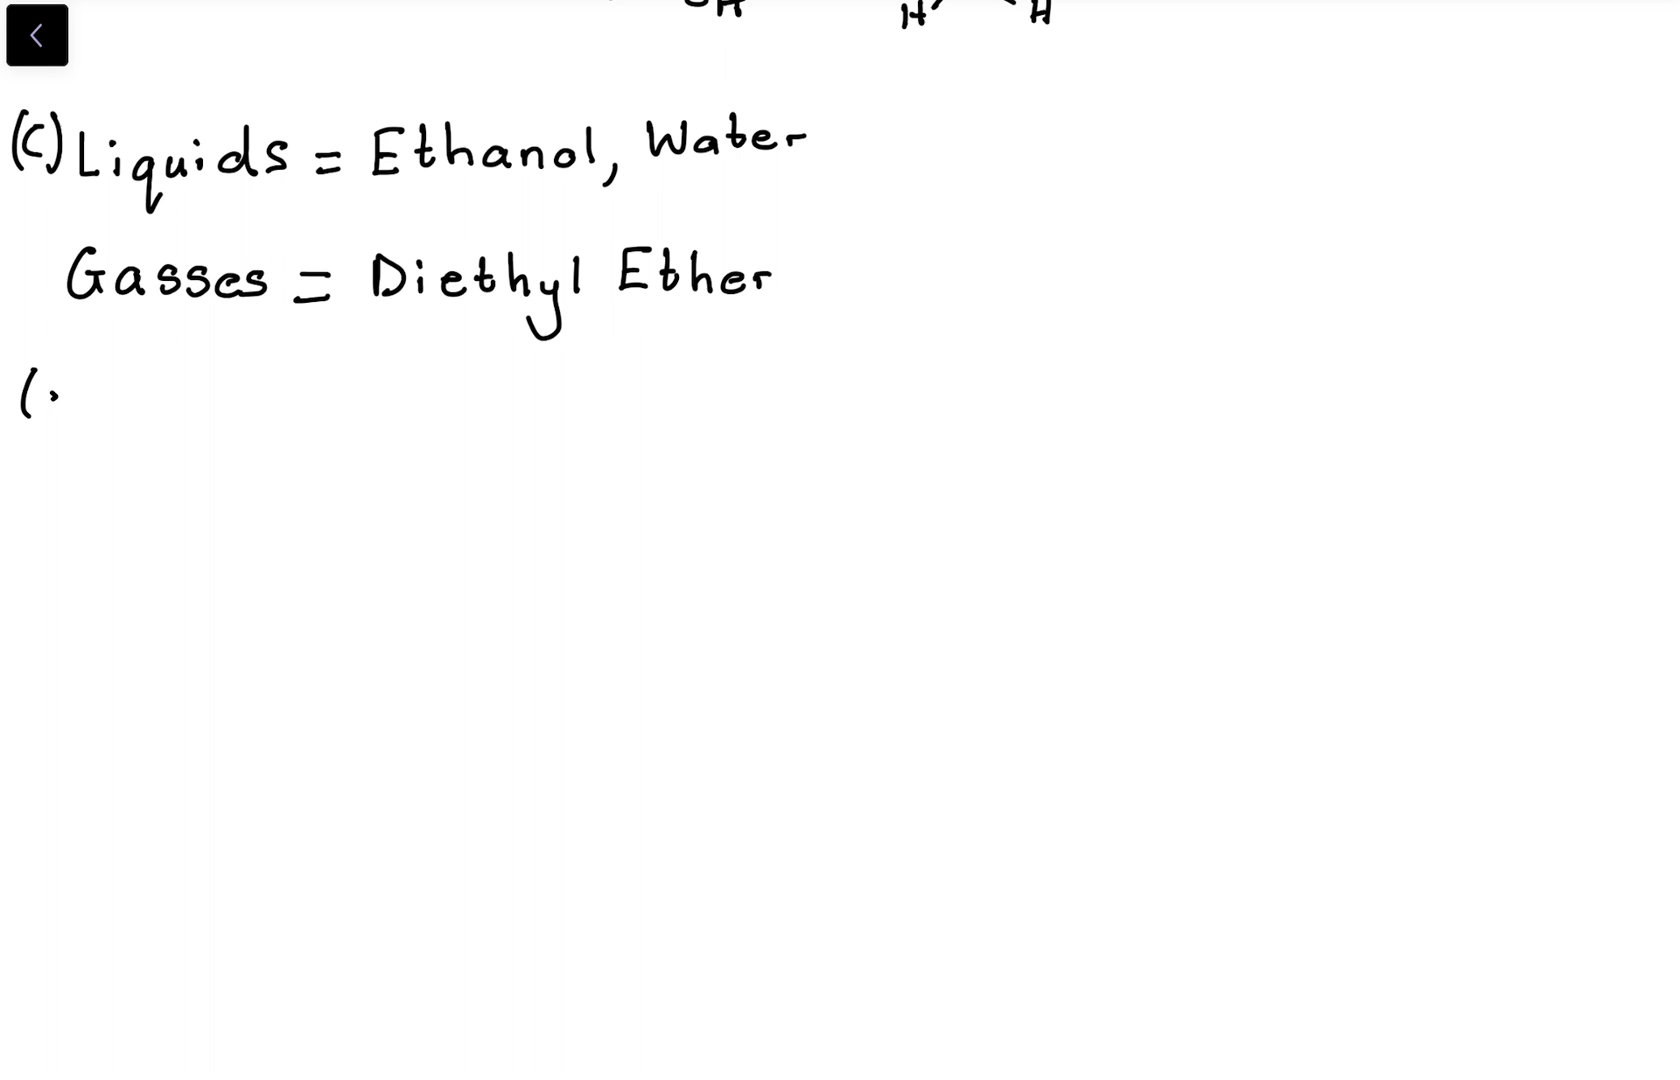 H H
(C) Liquids = Ethanol, Water
Gasses = Diethyl Ether
(